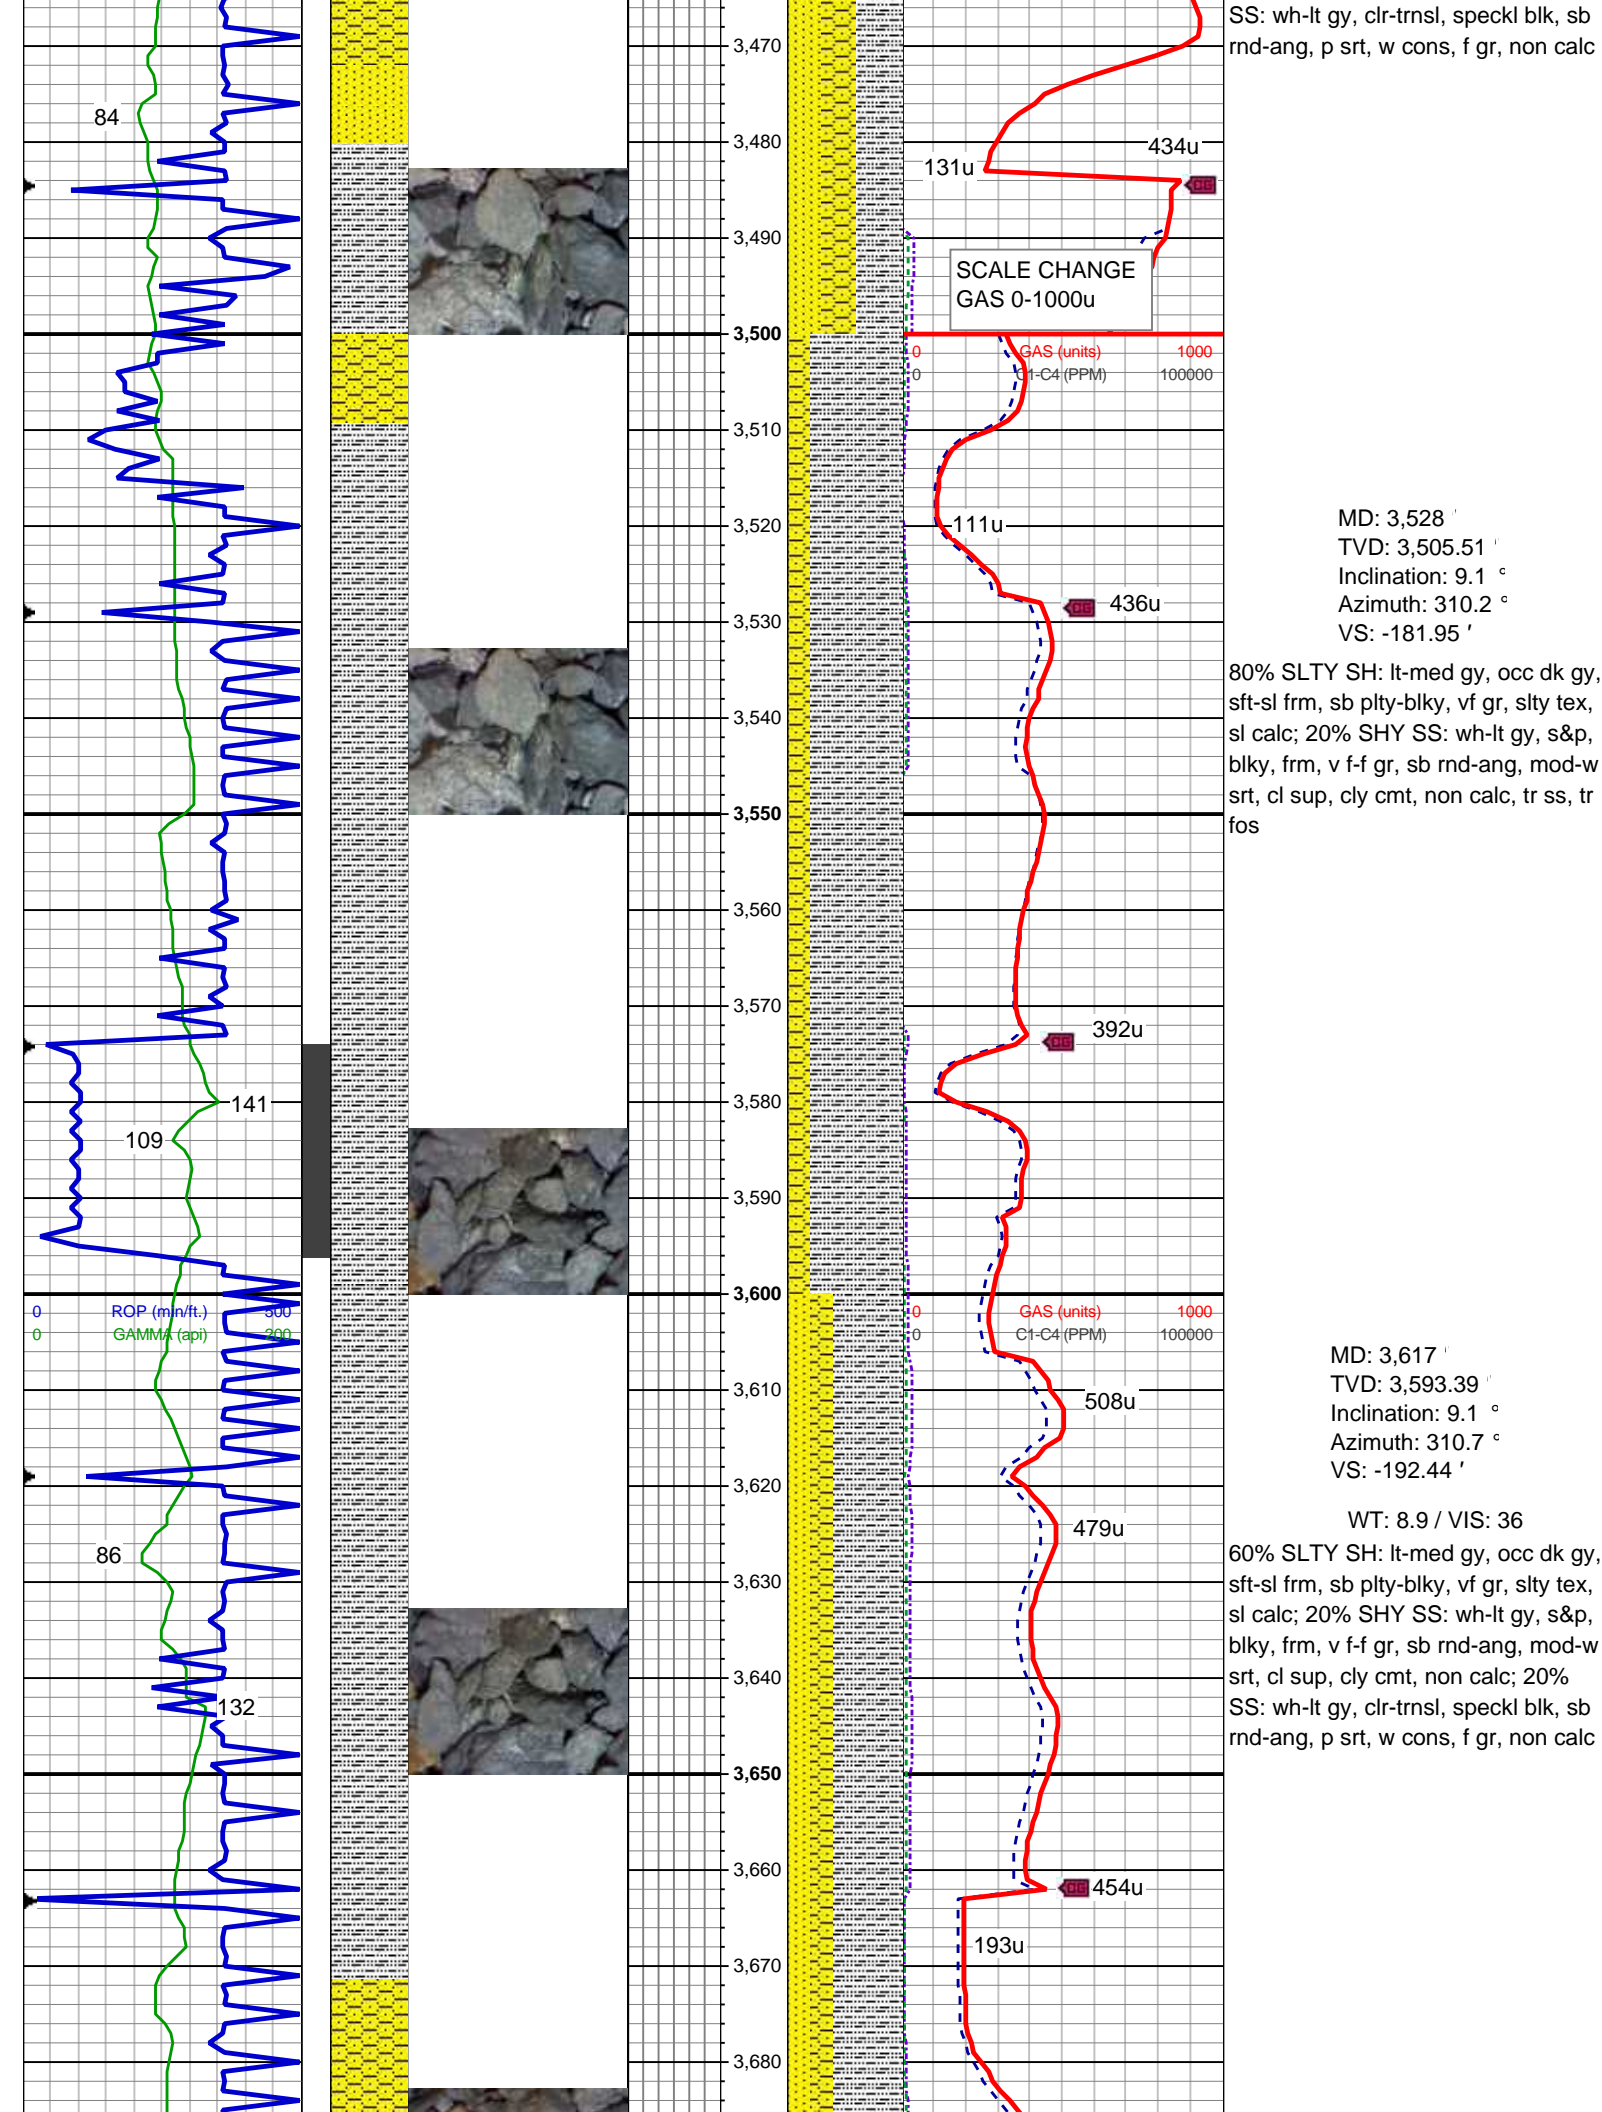 SS: wh-lt gy, clr-trnsl, speckl blk, sb
rnd-ang, p srt, w cons, f gr, non calc
3,470
84
3,480
434u
131u
CG
3,490
SCALE CHANGE
GAS 0-1000u
3,500
0 GAS (units) 1000
0 C1-C4 (PPM) 100000
3,510
MD: 3,528 '
3,520
111u
TVD: 3,505.51 '
Inclination: 9.1 °
Azimuth: 310.2 °
CG
436u
3,530
VS: -181.95 '
80% SLTY SH: lt-med gy, occ dk gy,
sft-sl frm, sb plty-blky, vf gr, slty tex,
3,540
sl calc; 20% SHY SS: wh-lt gy, s&p,
blky, frm, v f-f gr, sb rnd-ang, mod-w
srt, cl sup, cly cmt, non calc, tr ss, tr
fos
3,550
3,560
3,570
392u
CG
3,580
141
109
3,590
3,600
0 ROP (min/ft.) 500
0 GAMMA (api) 200
0 GAS (units) 1000
0 C1-C4 (PPM) 100000
MD: 3,617 '
TVD: 3,593.39 '
Inclination: 9.1 °
Azimuth: 310.7 °
VS: -192.44 '
3,610
508u
3,620
WT: 8.9 / VIS: 36
479u
86
60% SLTY SH: lt-med gy, occ dk gy,
sft-sl frm, sb plty-blky, vf gr, slty tex,
3,630
sl calc; 20% SHY SS: wh-lt gy, s&p,
blky, frm, v f-f gr, sb rnd-ang, mod-w
srt, cl sup, cly cmt, non calc; 20%
3,640
SS: wh-lt gy, clr-trnsl, speckl blk, sb
132
rnd-ang, p srt, w cons, f gr, non calc
3,650
3,660
CG
454u
193u
3,670
3,680